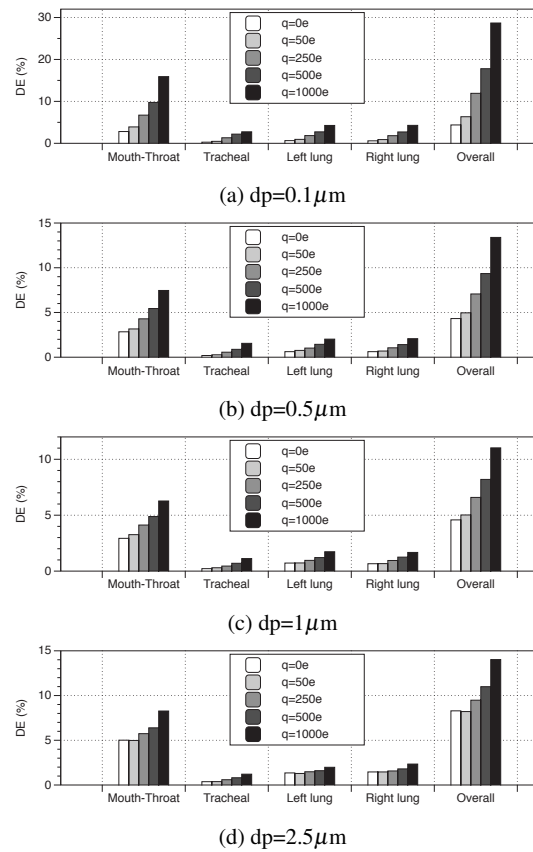 30
20
10
0
DE (%)
q=0e
q=50e
q=250e
q=500e
q=1000e
Mouth-Throat Tracheal Left lung Right lung Overall
(a) dp=0.1μm
15
10
5
0
DE (%)
q=0e
q=50e
q=250e
q=500e
q=1000e
Mouth-Throat Tracheal Left lung Right lung Overall
(b) dp=0.5μm
10
5
0
DE (%)
q=0e
q=50e
q=250e
q=500e
q=1000e
Mouth-Throat Tracheal Left lung Right lung Overall
(c) dp=1μm
15
10
5
0
DE (%)
q=0e
q=50e
q=250e
q=500e
q=1000e
Mouth-Throat Tracheal Left lung Right lung Overall
(d) dp=2.5μm